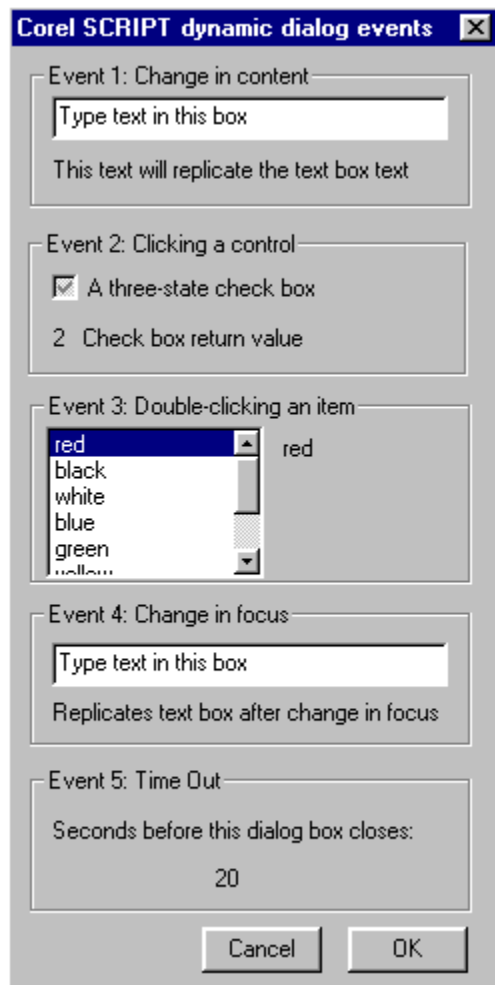 Corel SCRIPT dynamic dialog events
Event 1: Change in content
Type text in this box
This text will replicate the text box text
Event 2: Clicking a control
A three-state check box
2 Check box return value
Event 3: Double-clicking an item
red
red
black
white
blue
green
yellow
Event 4: Change in focus
Type text in this box
Replicates text box after change in focus
Event 5: Time Out
Seconds before this dialog box closes:
20
Cancel OK